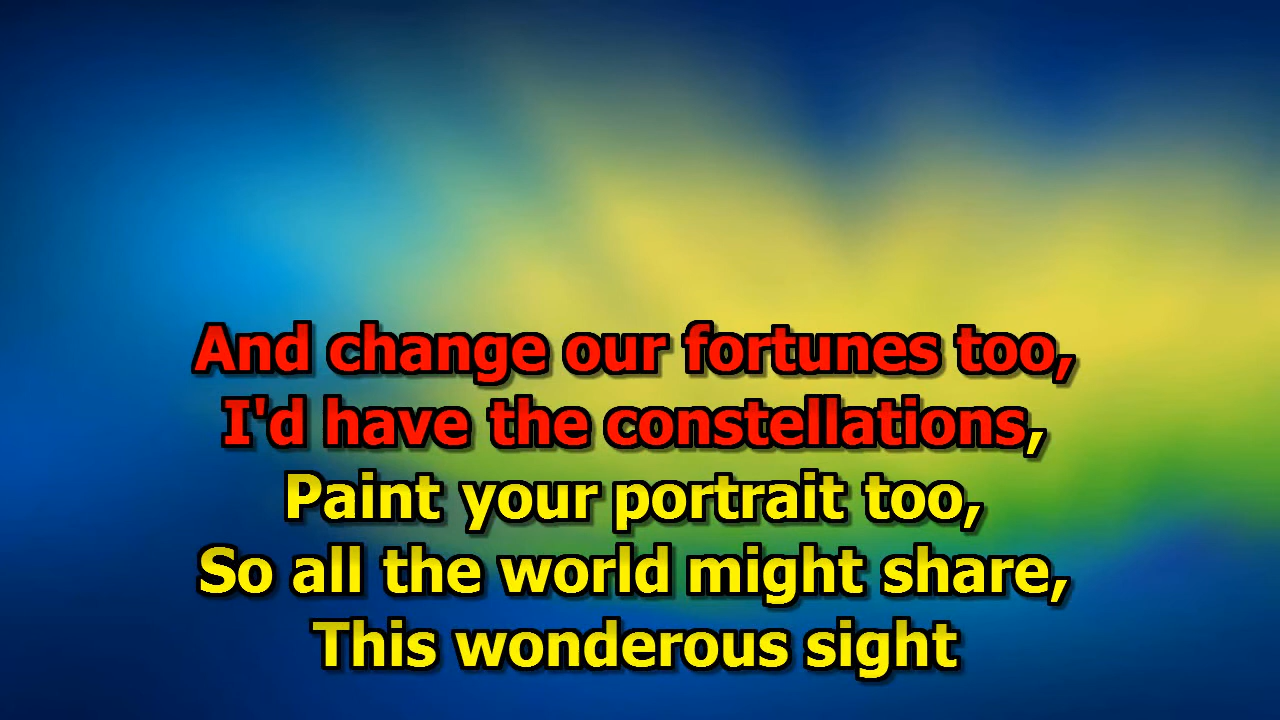 And change our fortunes too,
I'd have the constellations,
Paint your portrait too,
So all the world might share,
This wonderous sight